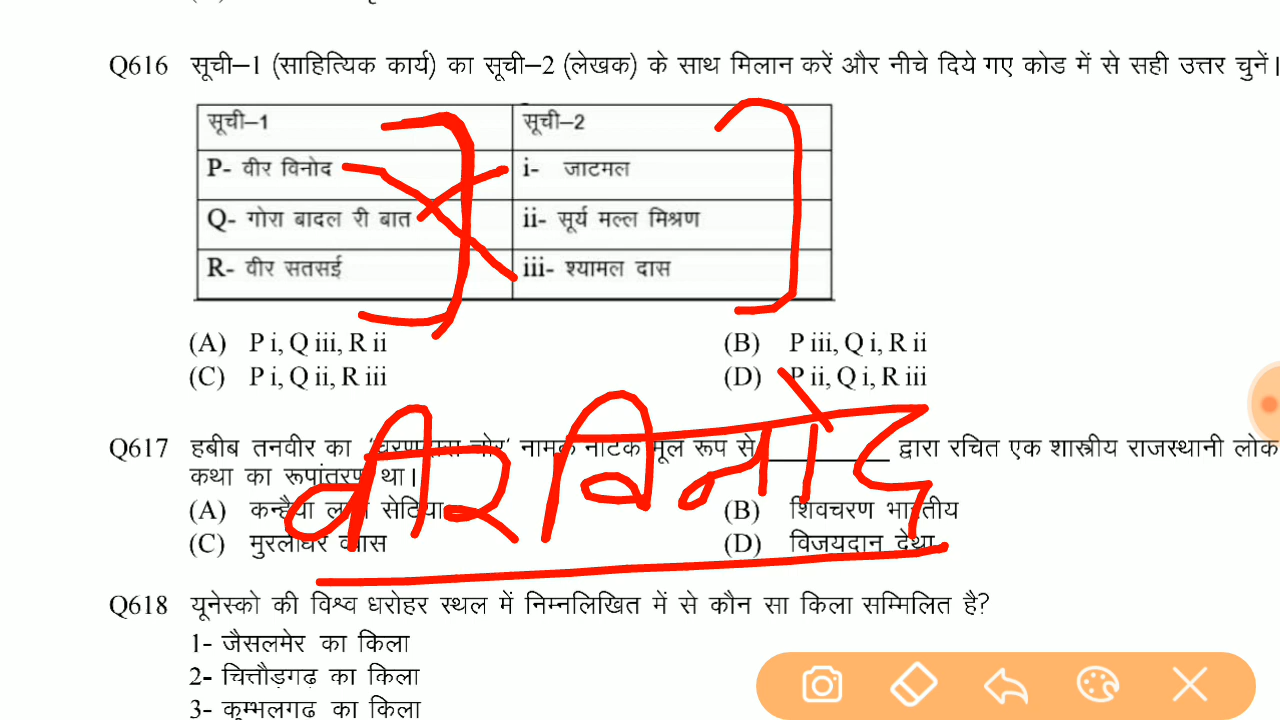 Q616 सूची–1 (साहित्यिक कार्य) का सूची–2 (लेखक) के साथ मिलान करें और नीचे दिये गए कोड में से सही उत्तर चुनें।
सूची–1 सूची–2
P- वीर विनोद i- जाटमल
Q- गोरा बादल री बात ii- सूर्य मल्ल मिश्रण
R- वीर सतसई iii- श्यामल दास
(A) P i, Q iii, R ii (B) P iii, Q i, R ii
(C) P i, Q ii, R iii (D) P ii, Q i, R iii
वीर विनोद
Q617 हबीब तनवीर का 'चरणदास चोर' नामक नाटक मूल रूप से ________ द्वारा रचित एक शास्त्रीय राजस्थानी लोक
कथा का रूपांतरण था।
(A) कन्हैया लाल सेठिया (B) शिवचरण भारतीय
(C) मुरलीधर व्यास (D) विजयदान देथा
Q618 यूनेस्को की विश्व धरोहर स्थल में निम्नलिखित में से कौन सा किला सम्मिलित है?
1- जैसलमेर का किला
2- चित्तौड़गढ़ का किला
3- कुम्भलगढ़ का किला